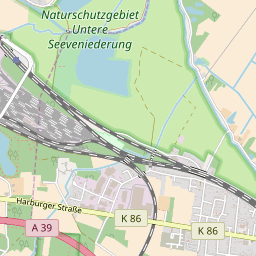 Naturschutzgebiet
Untere
Seeveniederung
K 86
Harburger Straße
A 39
K 86